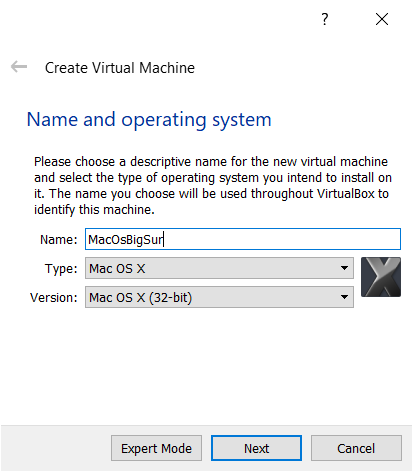 ?
Create Virtual Machine
Name and operating system
Please choose a descriptive name for the new virtual machine
and select the type of operating system you intend to install on
it. The name you choose will be used throughout VirtualBox to
identify this machine.
Name: MacOsBigSur
Type: Mac OS X
Version: Mac OS X (32-bit)
Expert Mode Next Cancel